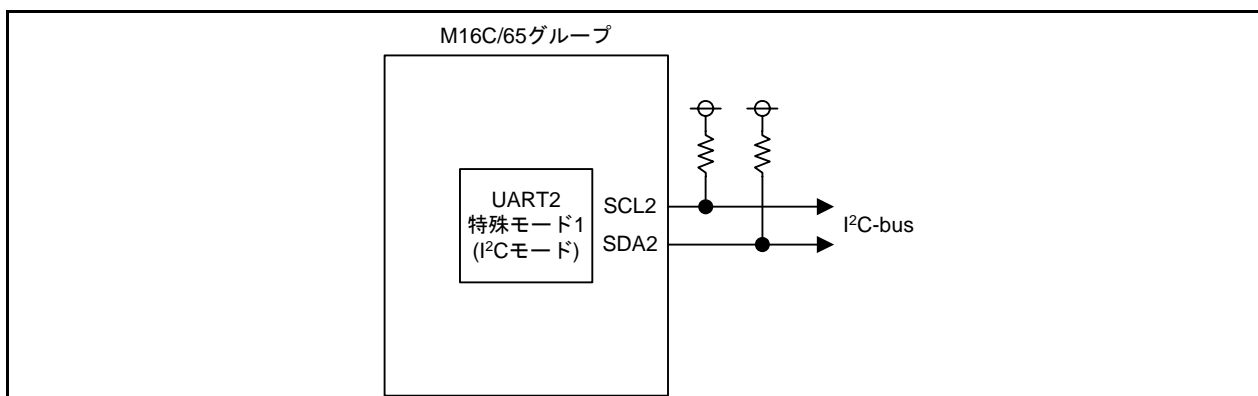 M16C/65グループ
UART2
特殊モード1
(I²Cモード)
SCL2
SDA2
I²C-bus